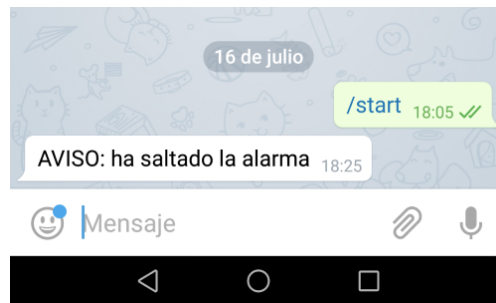 16 de julio
/start 18:05
AVISO: ha saltado la alarma 18:25
Mensaje